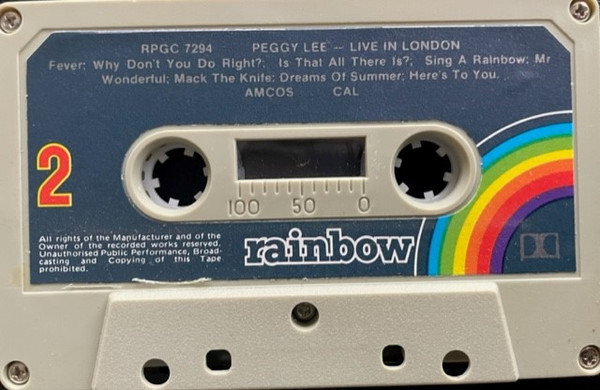 RPGC 7294 PEGGY LEE – LIVE IN LONDON
Fever: Why Don't You Do Right?; Is That All There Is?; Sing A Rainbow: Mr
Wonderful; Mack The Knife: Dreams Of Summer; Here's To You.
AMCOS CAL
2
100 50 0
All rights of the Manufacturer and of the
Owner of the recorded works reserved.
Unauthorised Public Performance, Broad-
casting and Copying of this Tape
prohibited.
rainbow